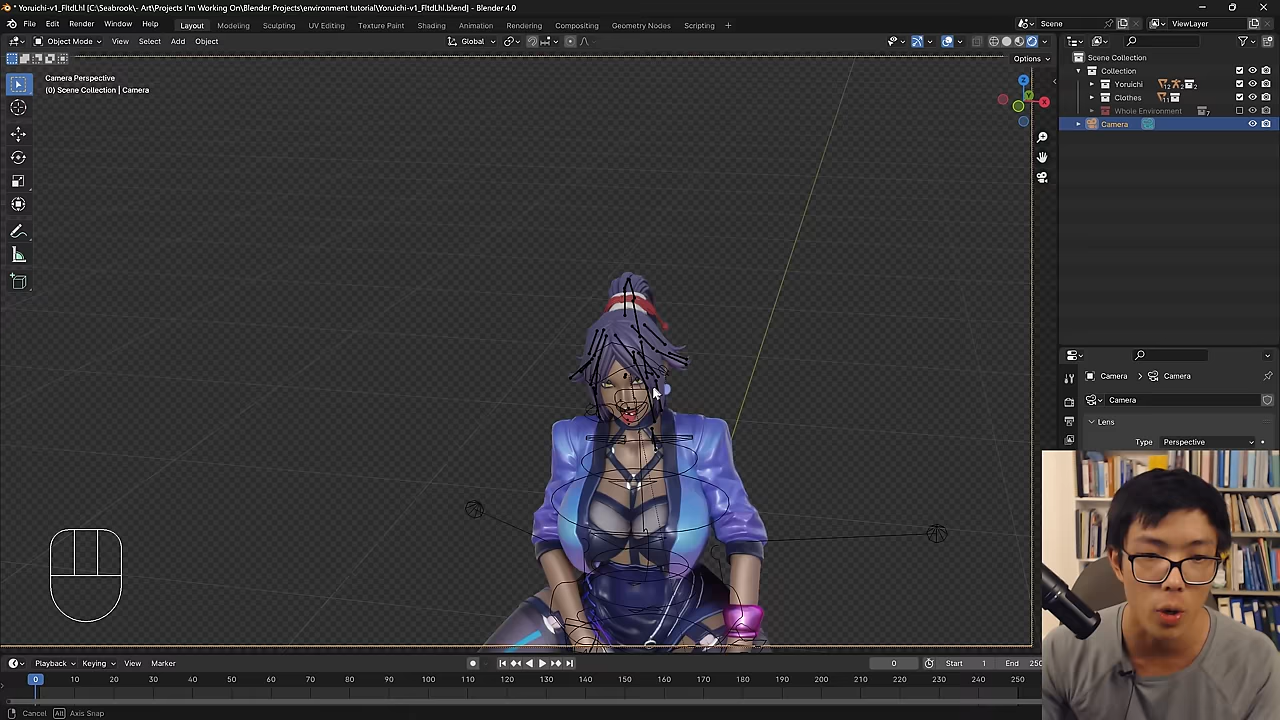 * Yoruichi-v1_FltdLhl [C:\Seabrook\- Art\Projects I'm Working On\Blender Projects\environment tutorial\Yoruichi-v1_FltdLhl.blend] - Blender 4.0
File Edit Render Window Help Layout Modeling Sculpting UV Editing Texture Paint Shading Animation Rendering Compositing Geometry Nodes Scripting + Scene ViewLayer
Object Mode View Select Add Object Global
Options
Camera Perspective
(0) Scene Collection | Camera
Z
Y
X
Scene Collection
Collection
Yoruichi 12 2 2
Clothes 11
Whole Environment 7
Camera
Camera > Camera
Camera
Lens
Type Perspective
Playback Keying View Marker 0 Start 1 End 250
0 10 20 30 40 50 60 70 80 90 100 110 120 130 140 150 160 170 180 190 200 210 220 230 240 250
Cancel Alt Axis Snap